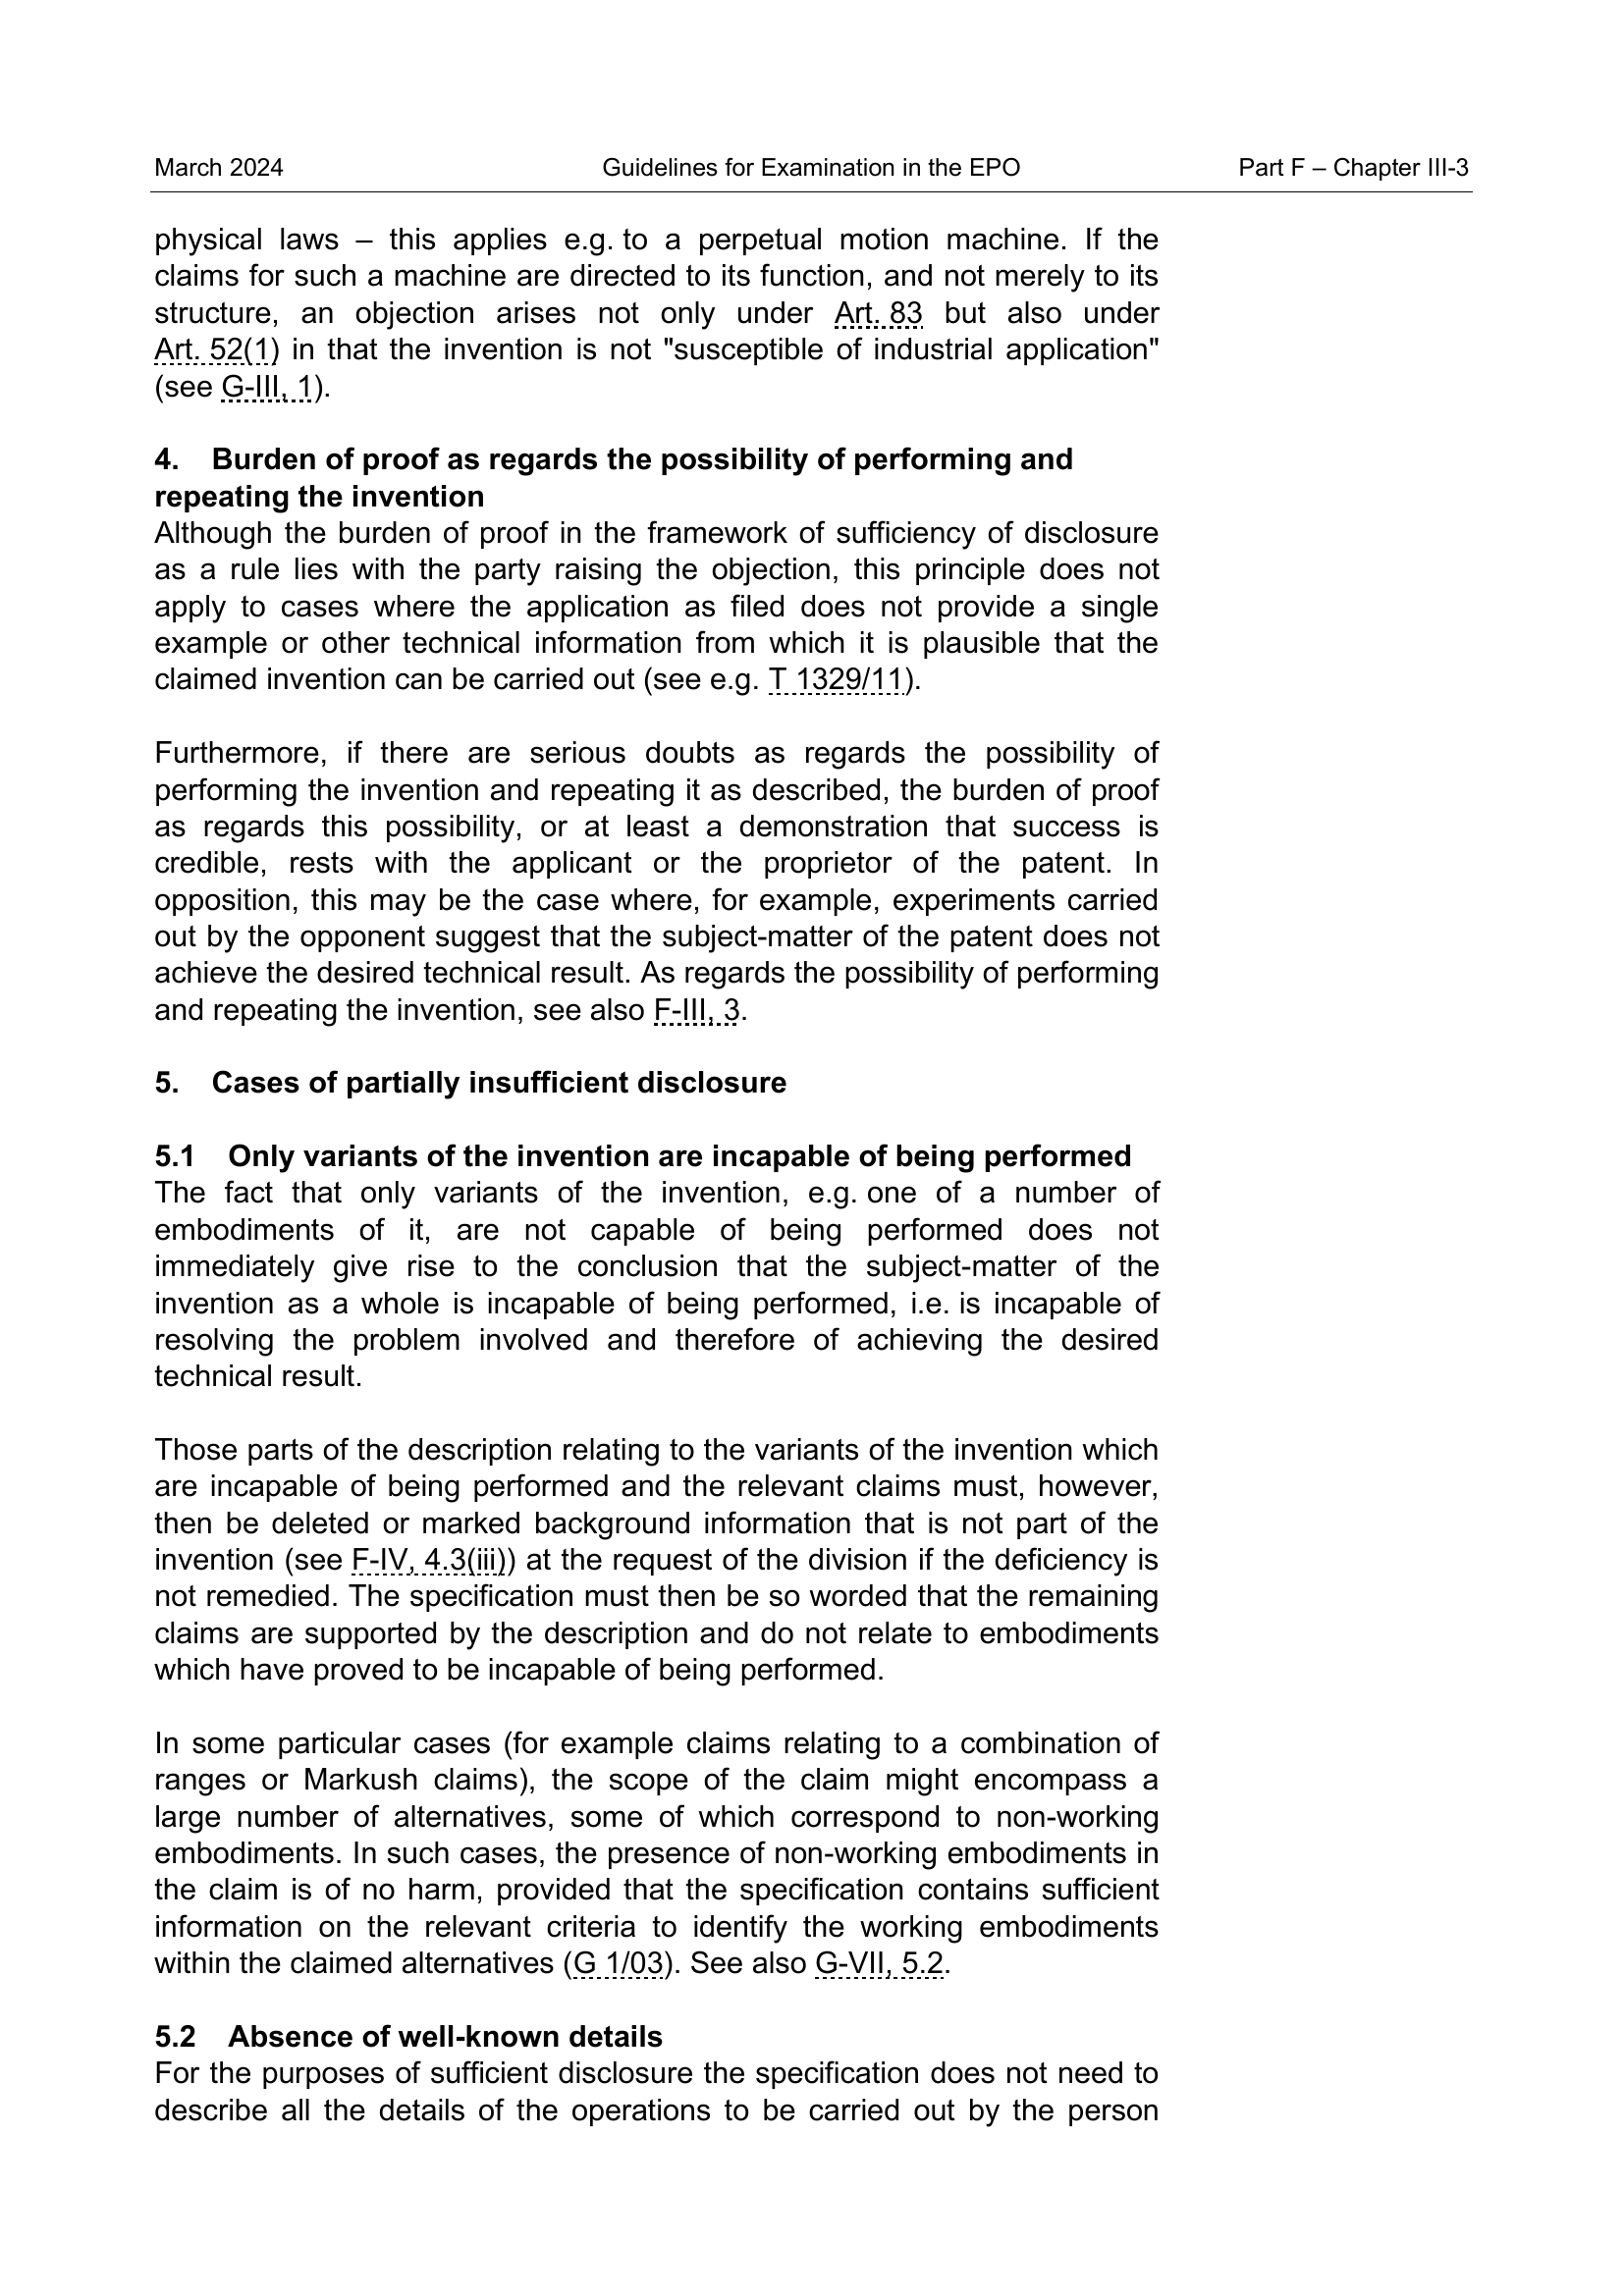 March 2024 Guidelines for Examination in the EPO Part F – Chapter III-3
physical laws – this applies e.g. to a perpetual motion machine. If the
claims for such a machine are directed to its function, and not merely to its
structure, an objection arises not only under Art. 83 but also under
Art. 52(1) in that the invention is not "susceptible of industrial application"
(see G-III, 1).
4. Burden of proof as regards the possibility of performing and
repeating the invention
Although the burden of proof in the framework of sufficiency of disclosure
as a rule lies with the party raising the objection, this principle does not
apply to cases where the application as filed does not provide a single
example or other technical information from which it is plausible that the
claimed invention can be carried out (see e.g. T 1329/11).
Furthermore, if there are serious doubts as regards the possibility of
performing the invention and repeating it as described, the burden of proof
as regards this possibility, or at least a demonstration that success is
credible, rests with the applicant or the proprietor of the patent. In
opposition, this may be the case where, for example, experiments carried
out by the opponent suggest that the subject-matter of the patent does not
achieve the desired technical result. As regards the possibility of performing
and repeating the invention, see also F-III, 3.
5. Cases of partially insufficient disclosure
5.1 Only variants of the invention are incapable of being performed
The fact that only variants of the invention, e.g. one of a number of
embodiments of it, are not capable of being performed does not
immediately give rise to the conclusion that the subject-matter of the
invention as a whole is incapable of being performed, i.e. is incapable of
resolving the problem involved and therefore of achieving the desired
technical result.
Those parts of the description relating to the variants of the invention which
are incapable of being performed and the relevant claims must, however,
then be deleted or marked background information that is not part of the
invention (see F-IV, 4.3(iii)) at the request of the division if the deficiency is
not remedied. The specification must then be so worded that the remaining
claims are supported by the description and do not relate to embodiments
which have proved to be incapable of being performed.
In some particular cases (for example claims relating to a combination of
ranges or Markush claims), the scope of the claim might encompass a
large number of alternatives, some of which correspond to non-working
embodiments. In such cases, the presence of non-working embodiments in
the claim is of no harm, provided that the specification contains sufficient
information on the relevant criteria to identify the working embodiments
within the claimed alternatives (G 1/03). See also G-VII, 5.2.
5.2 Absence of well-known details
For the purposes of sufficient disclosure the specification does not need to
describe all the details of the operations to be carried out by the person